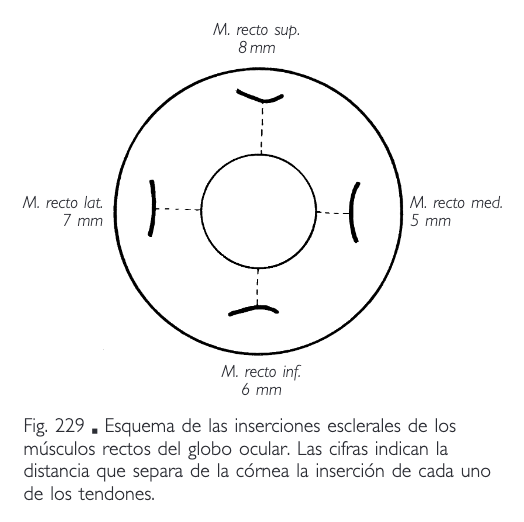 M. recto sup.
8 mm
M. recto lat.
7 mm
M. recto med.
5 mm
M. recto inf.
6 mm
Fig. 229 ■ Esquema de las inserciones esclerales de los
músculos rectos del globo ocular. Las cifras indican la
distancia que separa de la córnea la inserción de cada uno
de los tendones.